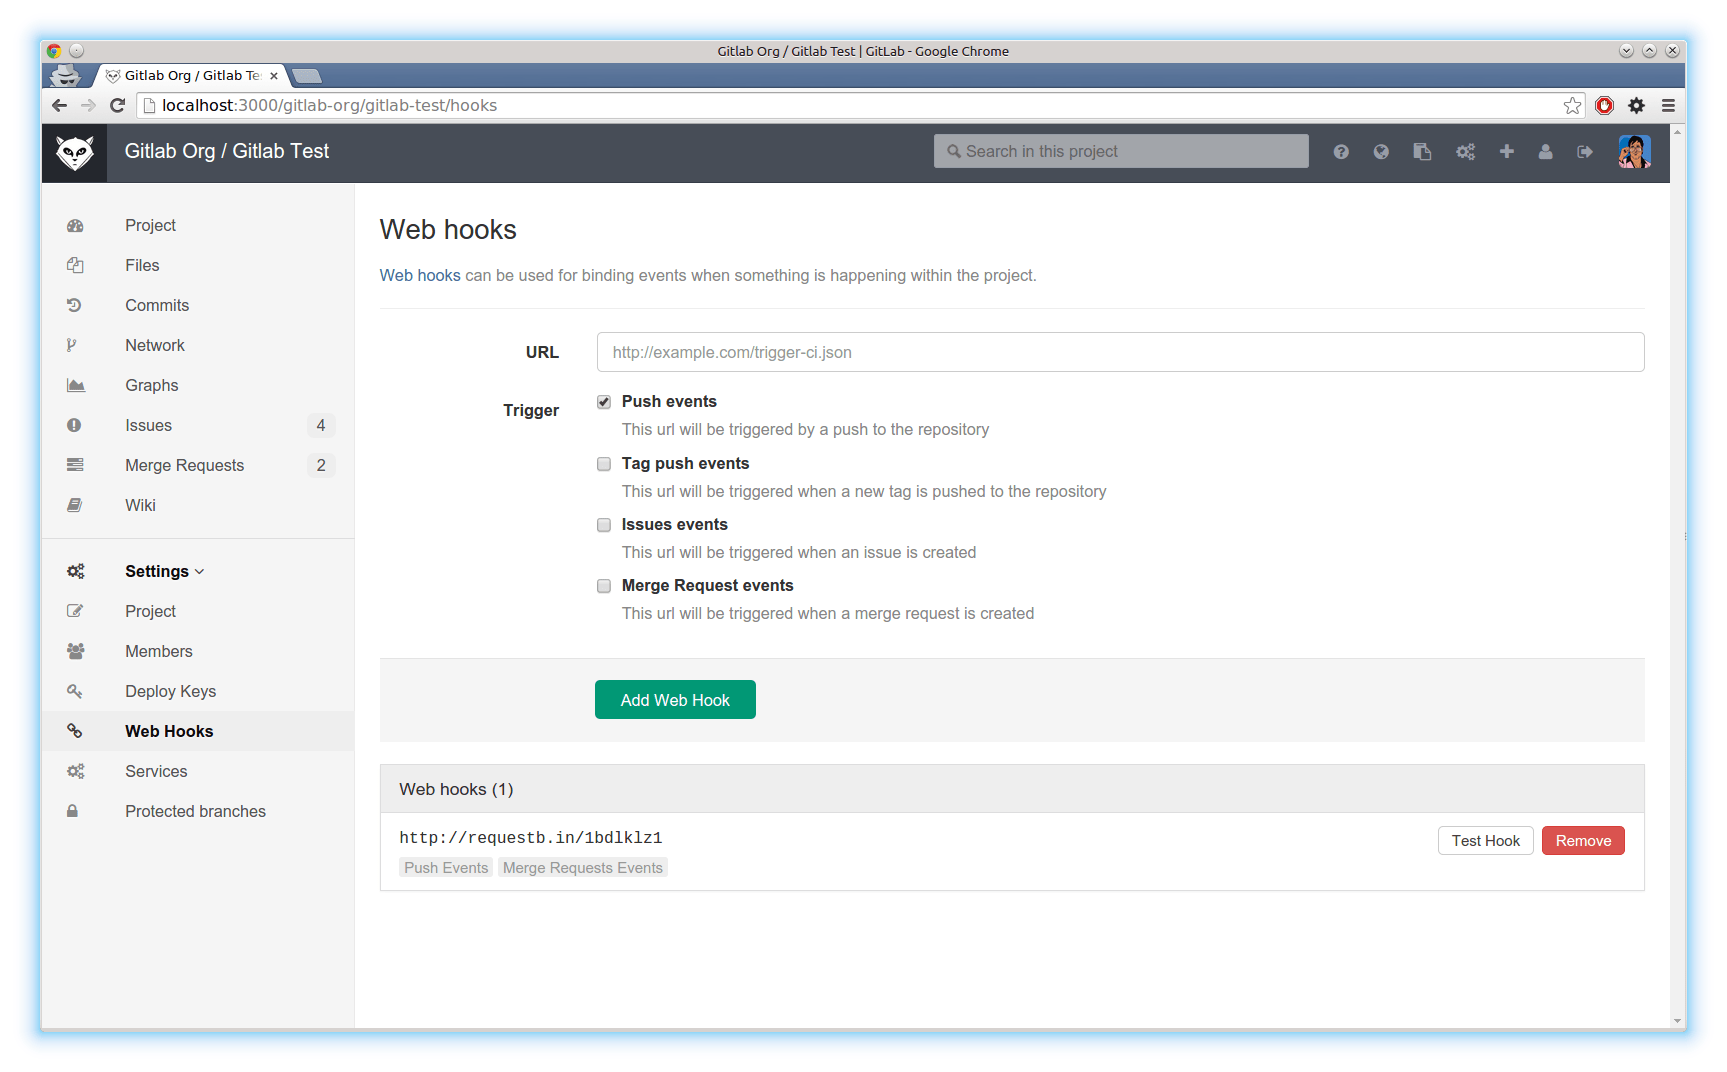 Gitlab Org / Gitlab Test | GitLab - Google Chrome
Gitlab Org / Gitlab Te
localhost:3000/gitlab-org/gitlab-test/hooks
Gitlab Org / Gitlab Test
Search in this project
Project
Files
Commits
Network
Graphs
Issues 4
Merge Requests 2
Wiki
Settings
Project
Members
Deploy Keys
Web Hooks
Services
Protected branches
Web hooks
Web hooks can be used for binding events when something is happening within the project.
URL
http://example.com/trigger-ci.json
Trigger
Push events
This url will be triggered by a push to the repository
Tag push events
This url will be triggered when a new tag is pushed to the repository
Issues events
This url will be triggered when an issue is created
Merge Request events
This url will be triggered when a merge request is created
Add Web Hook
Web hooks (1)
http://requestb.in/1bdlklz1
Test Hook Remove
Push Events Merge Requests Events